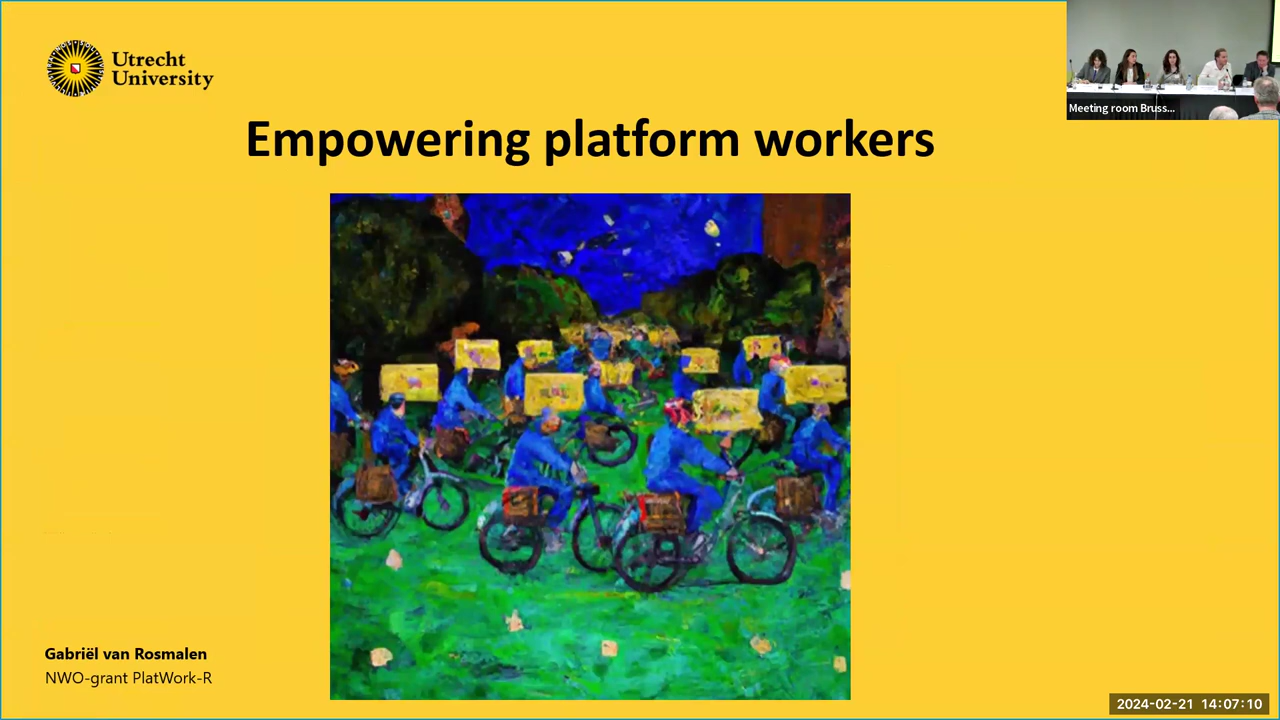 Utrecht
University
Meeting room Bruss...
Empowering platform workers
Gabriël van Rosmalen
NWO-grant PlatWork-R
2024-02-21 14:07:10